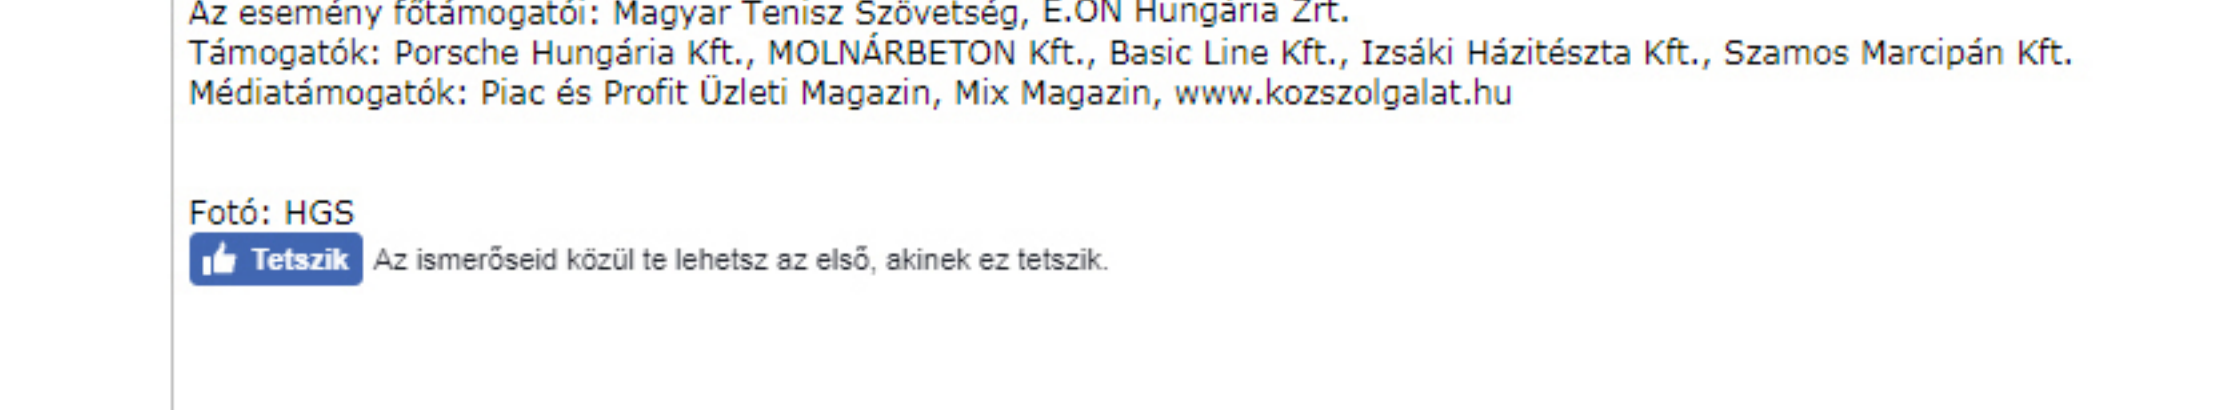 Az esemény főtámogatói: Magyar Tenisz Szövetség, E.ON Hungária Zrt.
Támogatók: Porsche Hungária Kft., MOLNÁRBETON Kft., Basic Line Kft., Izsáki Házitészta Kft., Szamos Marcipán Kft.
Médiatámogatók: Piac és Profit Üzleti Magazin, Mix Magazin, www.kozszolgalat.hu
Fotó: HGS
Tetszik Az ismerőseid közül te lehetsz az első, akinek ez tetszik.